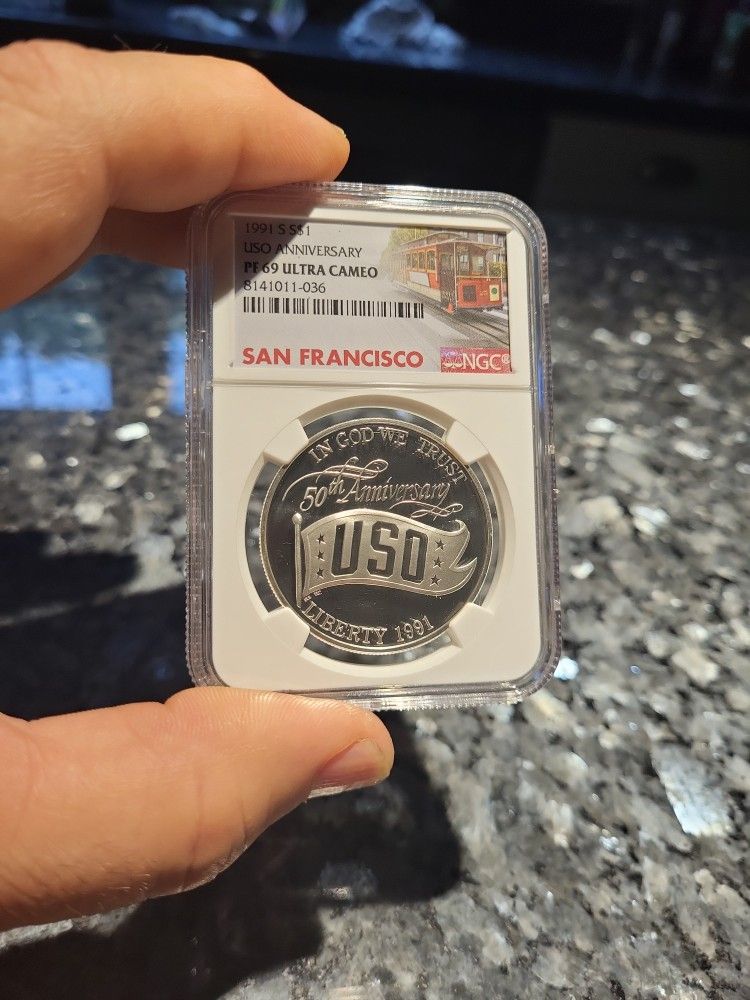 1991 S S$1
USO ANNIVERSARY
PF 69 ULTRA CAMEO
8141011-036
SAN FRANCISCO
NGC®
IN GOD WE TRUST
50th Anniversary
USO
LIBERTY 1991